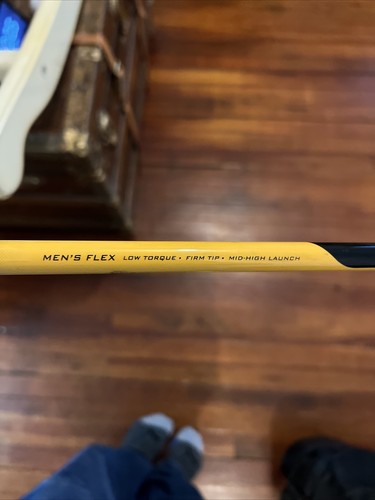 MEN'S FLEX LOW TORQUE • FIRM TIP • MID-HIGH LAUNCH